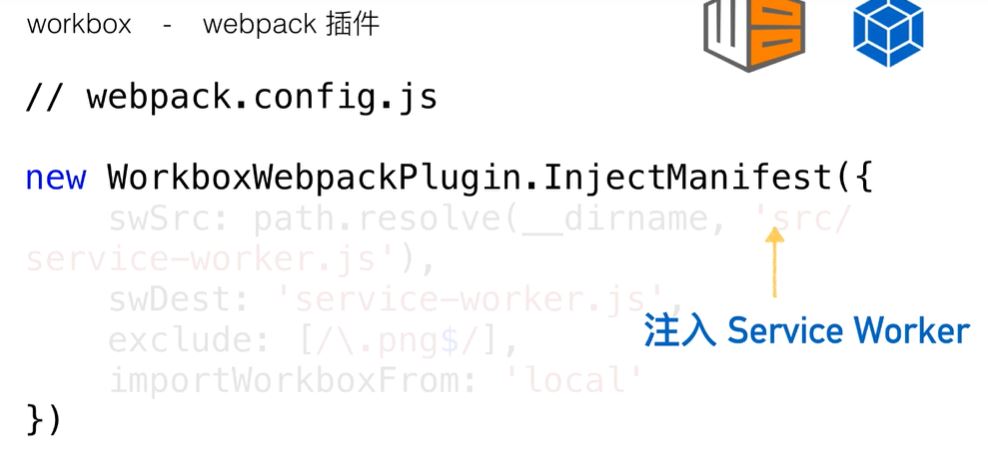 workbox - webpack 插件
// webpack.config.js
new WorkboxWebpackPlugin.InjectManifest({
swSrc: path.resolve(__dirname, 'src/
service-worker.js'),
swDest: 'service-worker.js',
exclude: [/\.png$/],
importWorkboxFrom: 'local'
})
注入 Service Worker